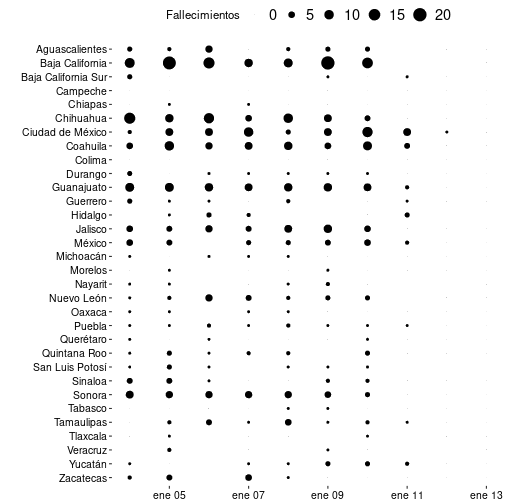 Fallecimientos 0 5 10 15 20
Aguascalientes
Baja California
Baja California Sur
Campeche
Chiapas
Chihuahua
Ciudad de México
Coahuila
Colima
Durango
Guanajuato
Guerrero
Hidalgo
Jalisco
México
Michoacán
Morelos
Nayarit
Nuevo León
Oaxaca
Puebla
Querétaro
Quintana Roo
San Luis Potosí
Sinaloa
Sonora
Tabasco
Tamaulipas
Tlaxcala
Veracruz
Yucatán
Zacatecas
ene 05 ene 07 ene 09 ene 11 ene 13